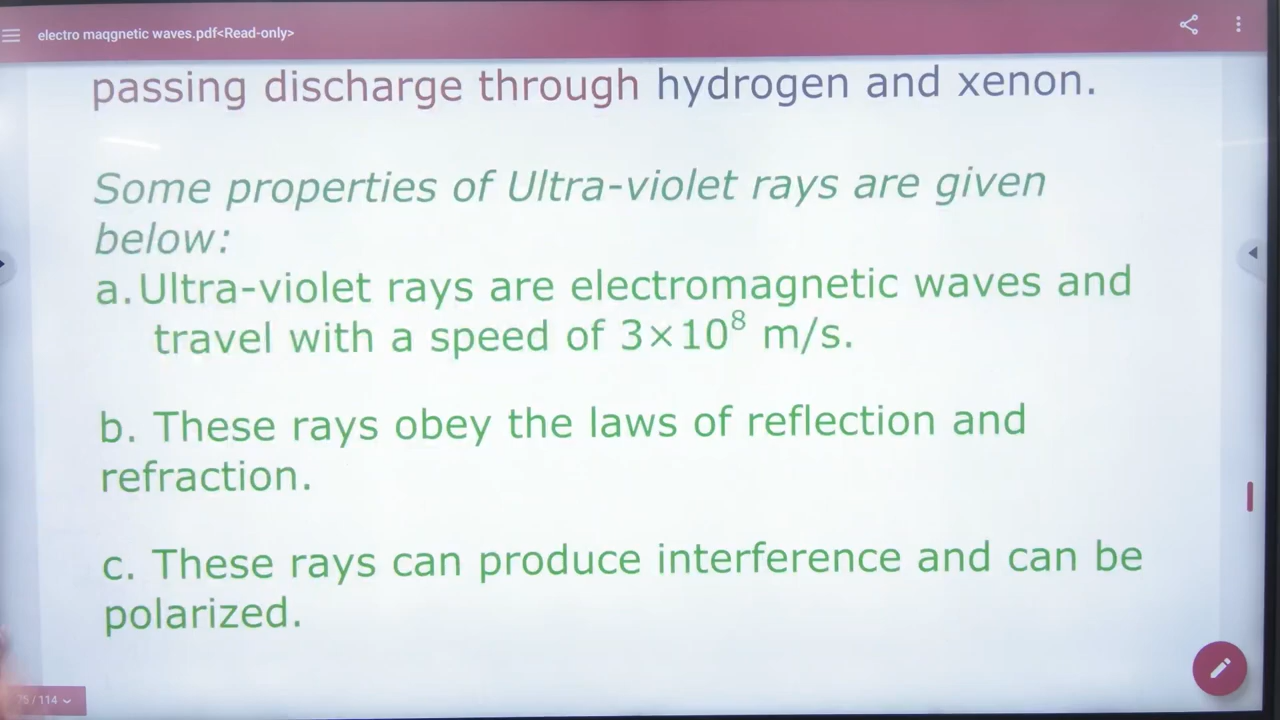 electro maqgnetic waves.pdf<Read-only>
passing discharge through hydrogen and xenon.
Some properties of Ultra-violet rays are given
below:
a. Ultra-violet rays are electromagnetic waves and
travel with a speed of 3×10⁸ m/s.
b. These rays obey the laws of reflection and
refraction.
c. These rays can produce interference and can be
polarized.
75/114